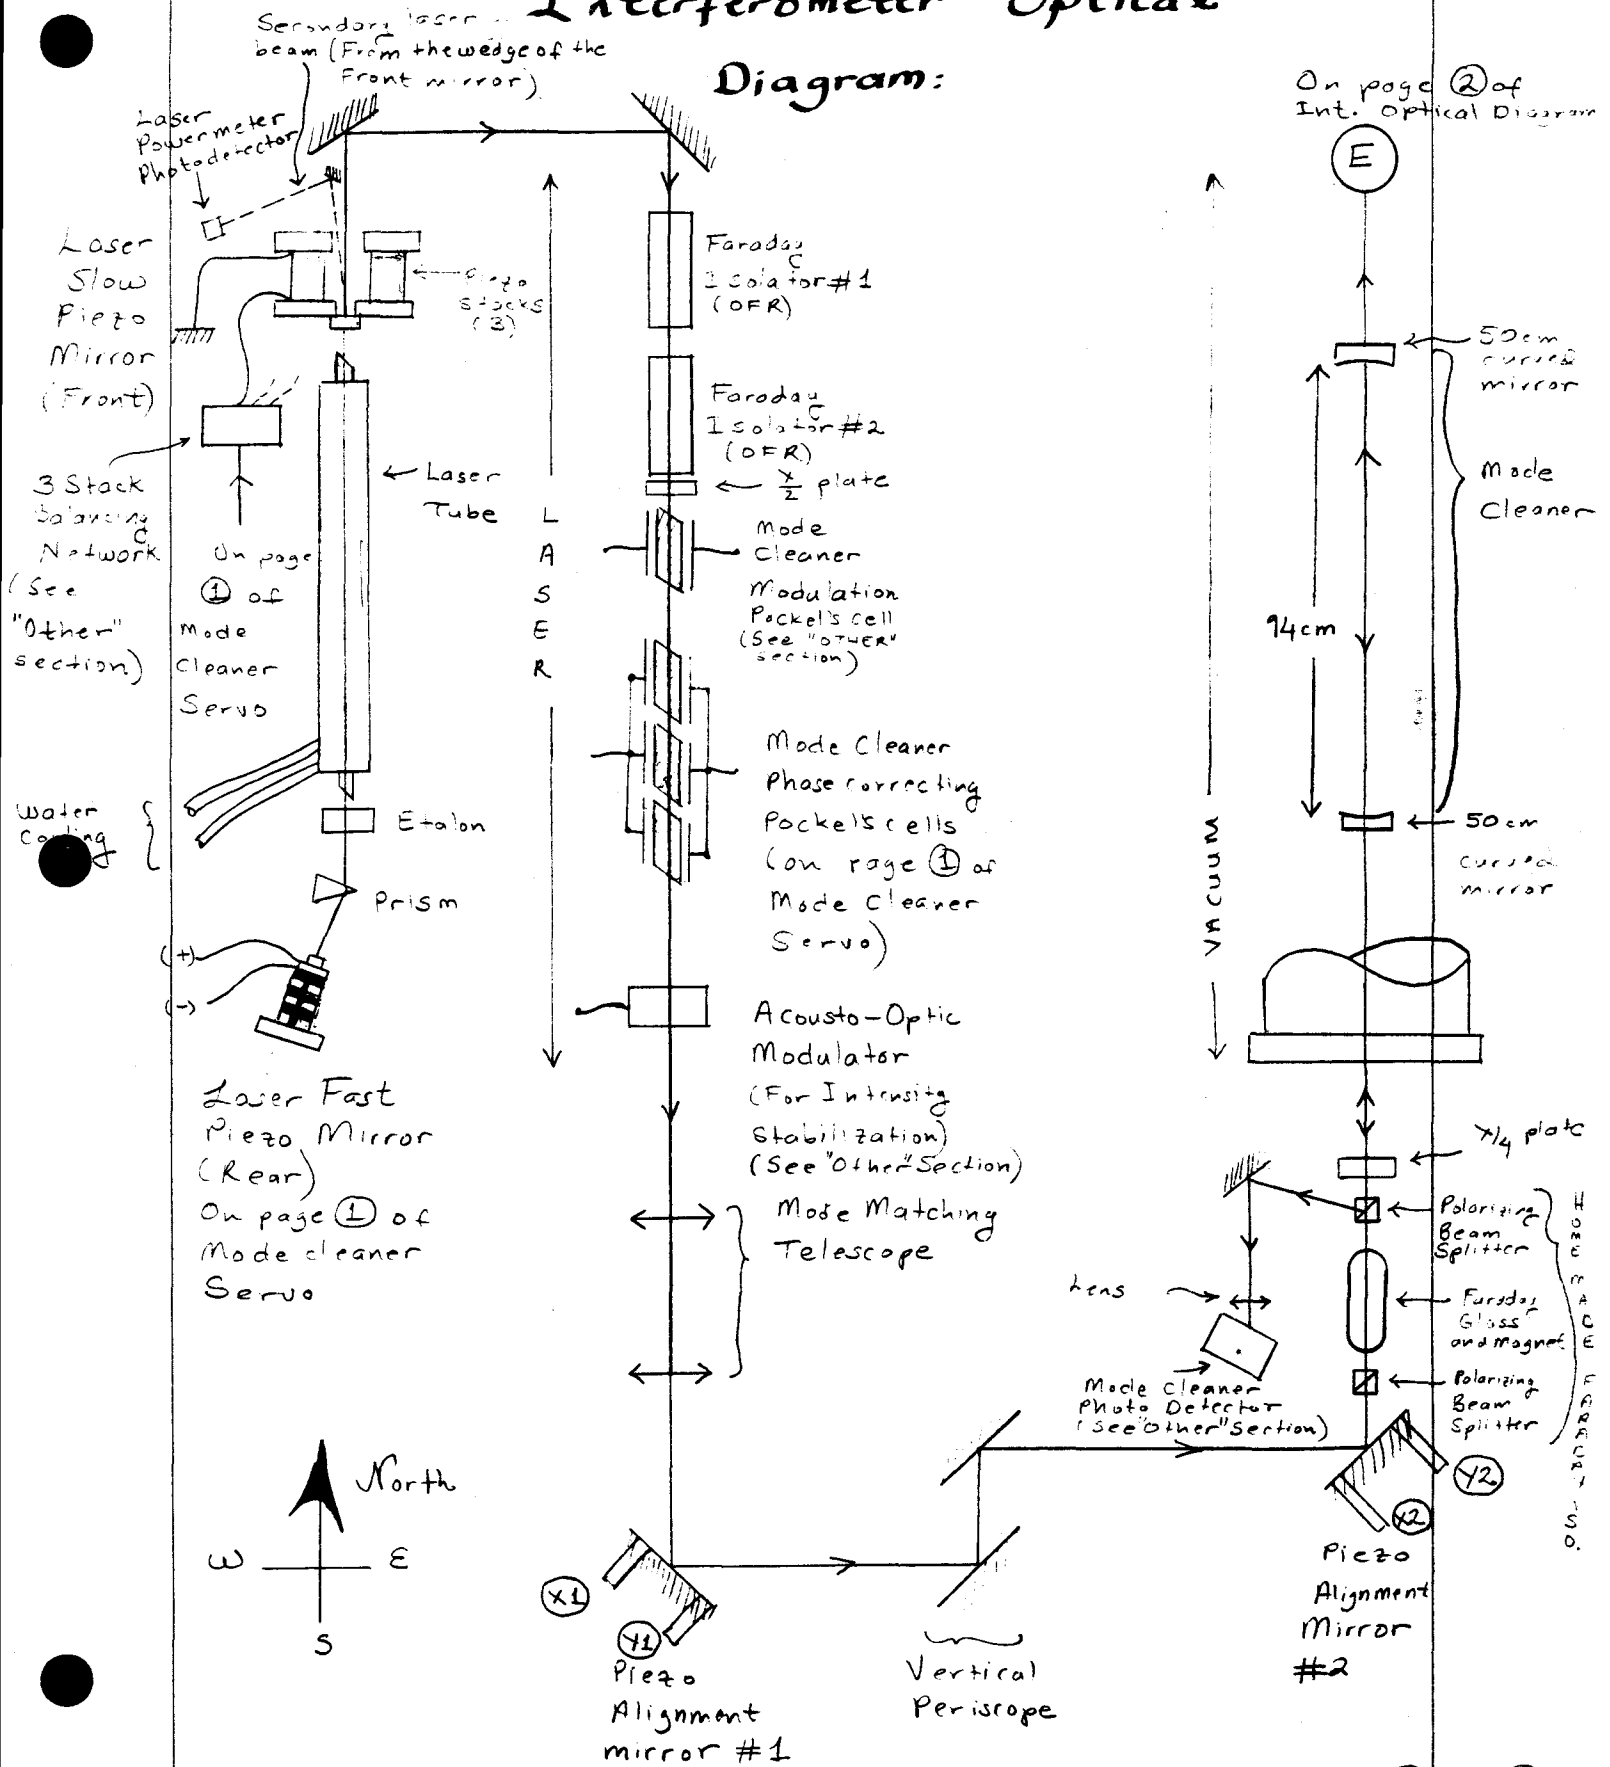 Interferometer Optical
Diagram:
Secondary laser
beam (From the wedge of the
Front mirror)
Laser
Powermeter
Photodetector
Laser
Slow
Piezo
Mirror
(Front)
Piezo
stacks
(3)
3 Stack
Balancing
Network
(See
"Other"
section)
On page
① of
Mode
Cleaner
Servo
Laser
Tube
Water
Cooling
Etalon
Prism
(+)
(-)
Laser Fast
Piezo Mirror
(Rear)
On page ① of
Mode cleaner
Servo
North
W
E
S
LASER
Faraday
Isolator #1
(OFR)
Faraday
Isolator #2
(OFR)
λ/2 plate
Mode
Cleaner
Modulation
Pockel's cell
(See "OTHER"
section)
Mode Cleaner
Phase correcting
Pockel's cells
(on page ① of
Mode Cleaner
Servo)
Acousto-Optic
Modulator
(For Intensity
Stabilization)
(See "Other" Section)
Mode Matching
Telescope
X1
Y1
Piezo
Alignment
mirror #1
Vertical
Periscope
On page ② of
Int. Optical Diagram
E
50cm
curved
mirror
Mode
Cleaner
94cm
VACUUM
50cm
curved
mirror
λ/4 plate
Polarizing
Beam
Splitter
Faraday
Glass
and Magnet
Polarizing
Beam
Splitter
HOME MADE FARADAY ISO.
Lens
Mode Cleaner
Photo Detector
(See "Other" Section)
Y2
X2
Piezo
Alignment
Mirror
#2